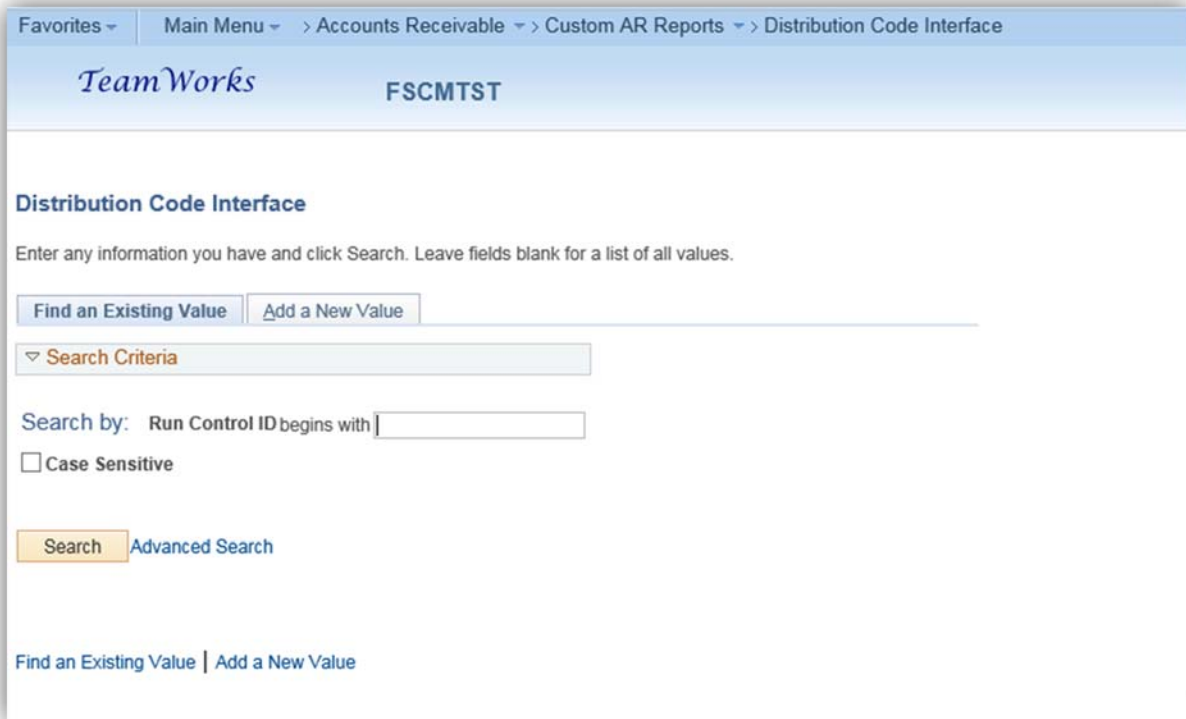 Favorites Main Menu > Accounts Receivable > Custom AR Reports > Distribution Code Interface
TeamWorks FSCMTST
Distribution Code Interface
Enter any information you have and click Search. Leave fields blank for a list of all values.
Find an Existing Value Add a New Value
Search Criteria
Search by: Run Control ID begins with
Case Sensitive
Search Advanced Search
Find an Existing Value | Add a New Value